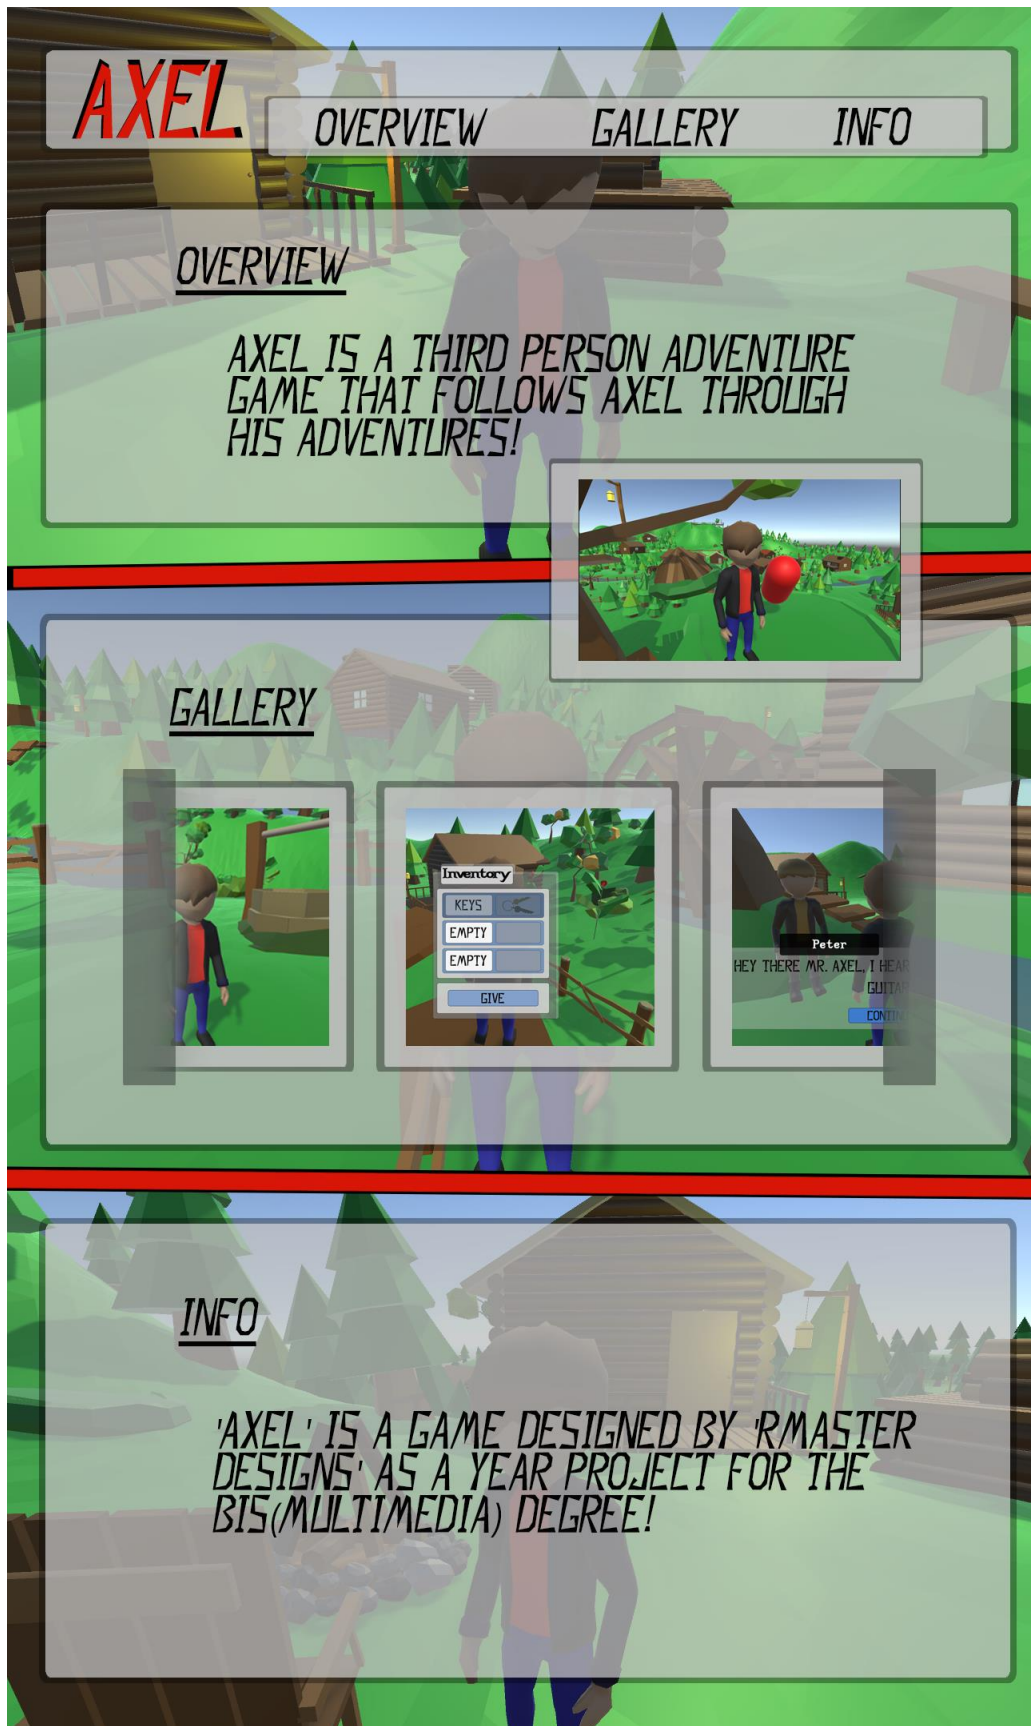 AXEL
OVERVIEW GALLERY INFO
OVERVIEW
AXEL IS A THIRD PERSON ADVENTURE
GAME THAT FOLLOWS AXEL THROUGH
HIS ADVENTURES!
GALLERY
Inventory
KEYS
EMPTY
EMPTY
GIVE
Peter
HEY THERE MR. AXEL, I HEAR
GUITAR
CONTIN
INFO
'AXEL' IS A GAME DESIGNED BY 'RMASTER
DESIGNS' AS A YEAR PROJECT FOR THE
BIS(MULTIMEDIA) DEGREE!